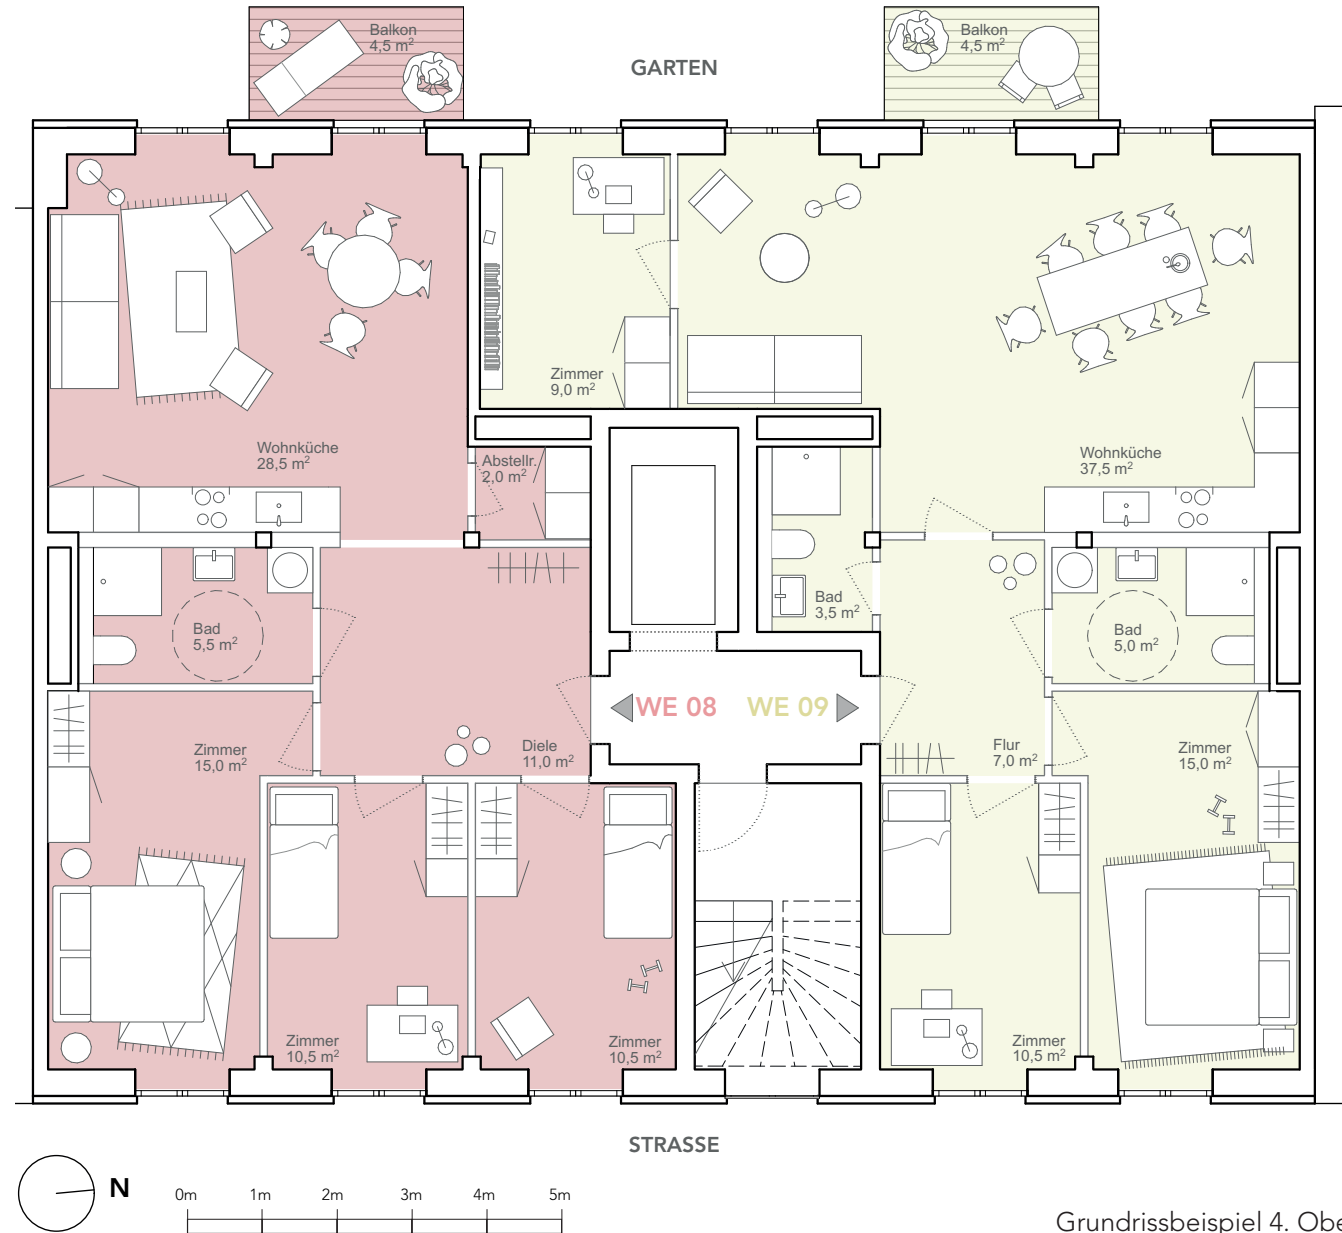 Balkon
4,5 m²
GARTEN
Balkon
4,5 m²
Zimmer
9,0 m²
Wohnküche
28,5 m²
Abstellr.
2,0 m²
Wohnküche
37,5 m²
Bad
5,5 m²
Bad
3,5 m²
Bad
5,0 m²
WE 08
WE 09
Zimmer
15,0 m²
Diele
11,0 m²
Flur
7,0 m²
Zimmer
15,0 m²
Zimmer
10,5 m²
Zimmer
10,5 m²
Zimmer
10,5 m²
STRASSE
N
0m 1m 2m 3m 4m 5m
Grundrissbeispiel 4. Obe